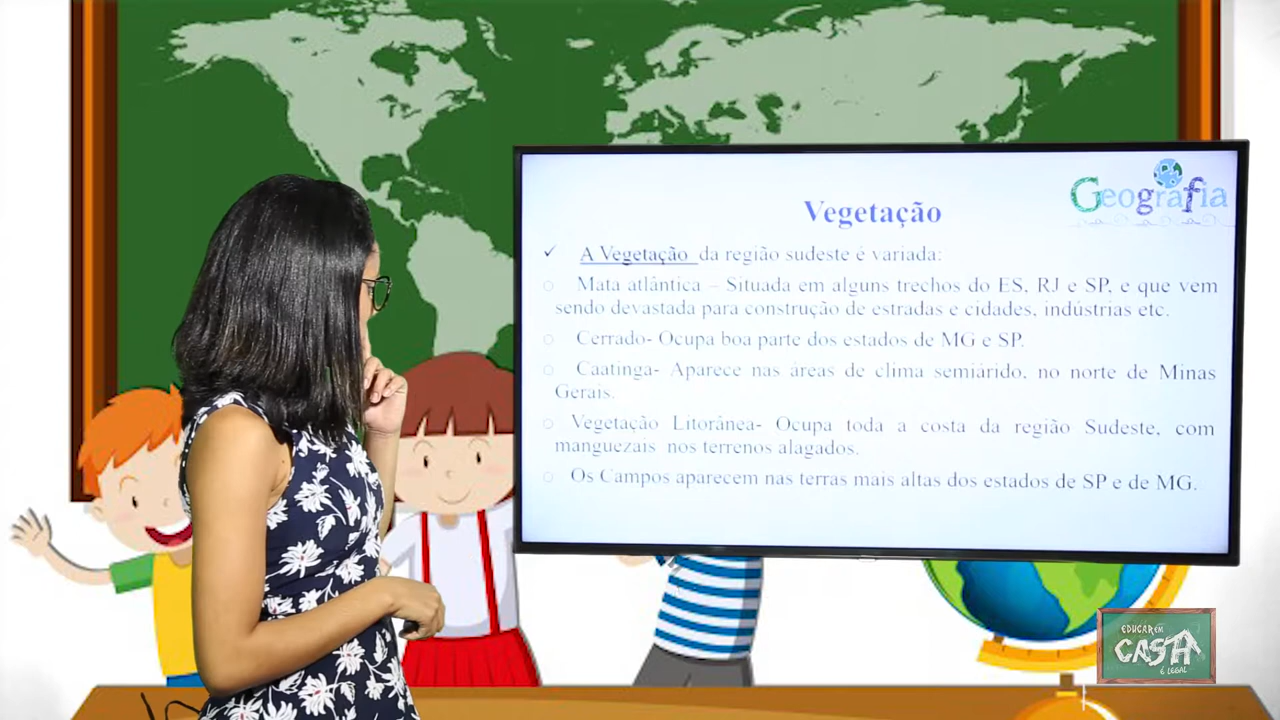 Geografia
Vegetação
✓ A Vegetação da região sudeste é variada:
○ Mata atlântica – Situada em alguns trechos do ES, RJ e SP, e que vem
sendo devastada para construção de estradas e cidades, indústrias etc.
○ Cerrado- Ocupa boa parte dos estados de MG e SP.
○ Caatinga- Aparece nas áreas de clima semiárido, no norte de Minas
Gerais.
○ Vegetação Litorânea- Ocupa toda a costa da região Sudeste, com
manguezais nos terrenos alagados.
○ Os Campos aparecem nas terras mais altas dos estados de SP e de MG.
EDUCAR EM
CASA
É LEGAL